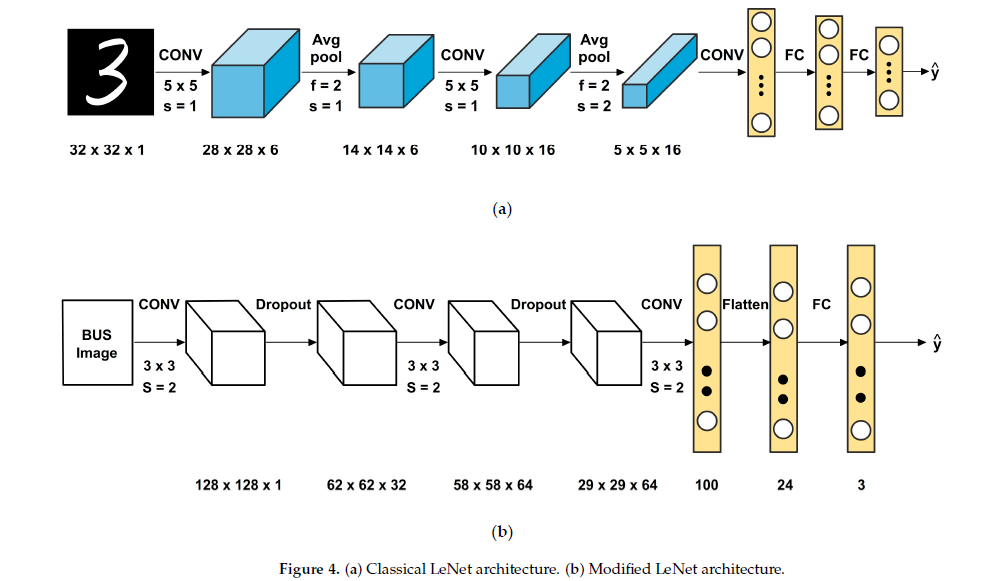 3
CONV
5 x 5
s = 1
Avg
pool
f = 2
s = 1
CONV
5 x 5
s = 1
Avg
pool
f = 2
s = 2
CONV
FC
FC
ŷ
32 x 32 x 1
28 x 28 x 6
14 x 14 x 6
10 x 10 x 16
5 x 5 x 16
(a)
BUS
Image
CONV
3 x 3
S = 2
Dropout
CONV
3 x 3
S = 2
Dropout
CONV
3 x 3
S = 2
Flatten
FC
ŷ
128 x 128 x 1
62 x 62 x 32
58 x 58 x 64
29 x 29 x 64
100
24
3
(b)
Figure 4. (a) Classical LeNet architecture. (b) Modified LeNet architecture.